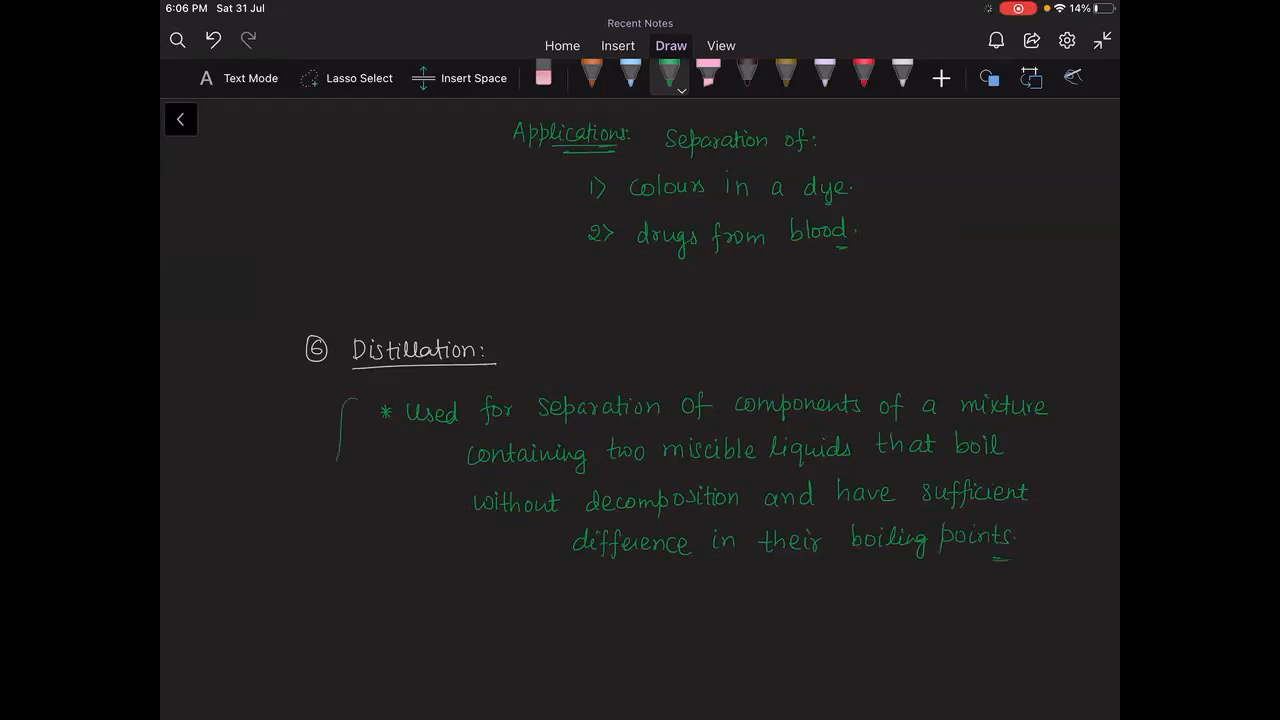 6:06 PM Sat 31 Jul
14%
Recent Notes
Home Insert Draw View
A Text Mode Lasso Select Insert Space
Applications: Separation of:
1) colours in a dye.
2) drugs from blood.
6 Distillation:
* Used for separation of components of a mixture
containing two miscible liquids that boil
without decomposition and have sufficient
difference in their boiling points.